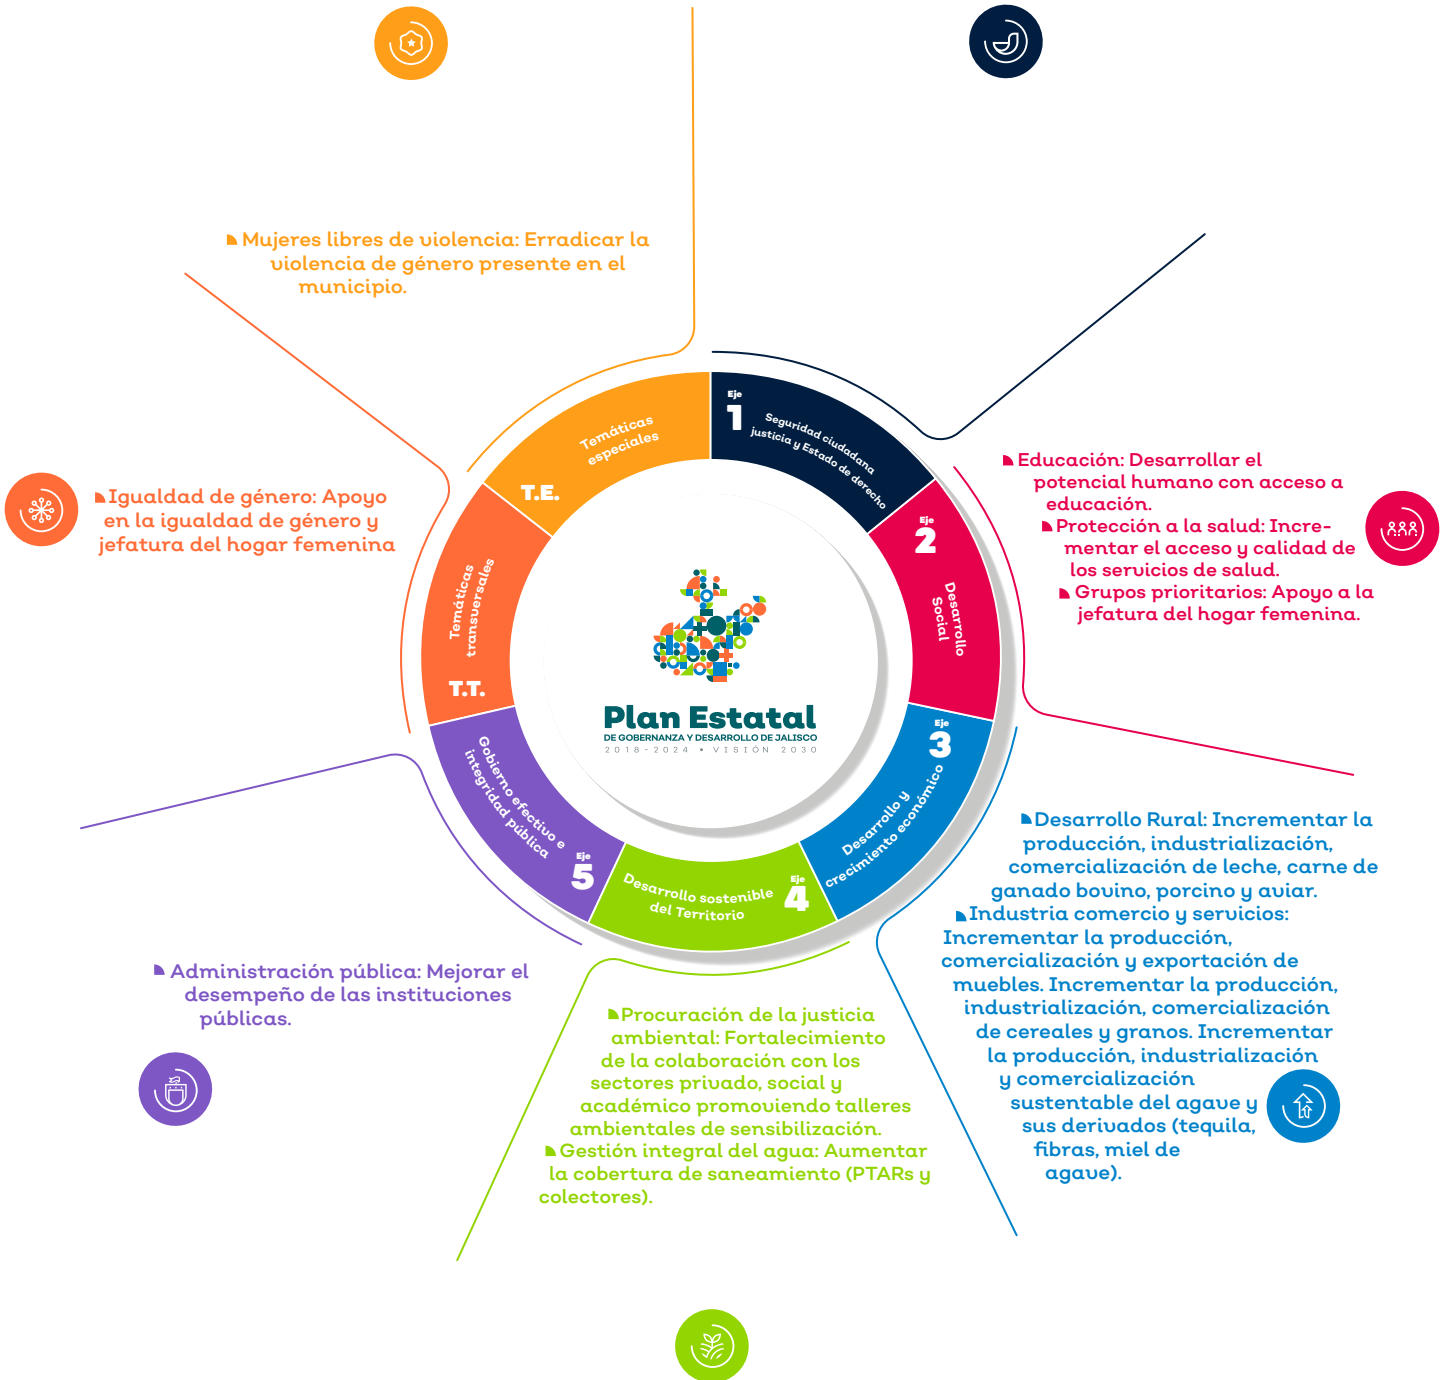 Mujeres libres de violencia: Erradicar la
violencia de género presente en el
municipio.
Igualdad de género: Apoyo
en la igualdad de género y
jefatura del hogar femenina
Temáticas
especiales
T.E.
Eje
1
Seguridad ciudadana
justicia y Estado de derecho
Educación: Desarrollar el
potencial humano con acceso a
educación.
Protección a la salud: Incre-
mentar el acceso y calidad de
los servicios de salud.
Grupos prioritarios: Apoyo a la
jefatura del hogar femenina.
Eje
2
Desarrollo
Social
Temáticas
transversales
T.T.
Plan Estatal
DE GOBERNANZA Y DESARROLLO DE JALISCO
2018-2024 • VISIÓN 2030
Eje
3
Desarrollo y
crecimiento económico
Gobierno efectivo e
integridad pública
Eje
5
Desarrollo sostenible
del Territorio
Eje
4
Desarrollo Rural: Incrementar la
producción, industrialización,
comercialización de leche, carne de
ganado bovino, porcino y aviar.
Industria comercio y servicios:
Incrementar la producción,
comercialización y exportación de
muebles. Incrementar la producción,
industrialización, comercialización
de cereales y granos. Incrementar
la producción, industrialización
y comercialización
sustentable del agave y
sus derivados (tequila,
fibras, miel de
agave).
Administración pública: Mejorar el
desempeño de las instituciones
públicas.
Procuración de la justicia
ambiental: Fortalecimiento
de la colaboración con los
sectores privado, social y
académico promoviendo talleres
ambientales de sensibilización.
Gestión integral del agua: Aumentar
la cobertura de saneamiento (PTARs y
colectores).